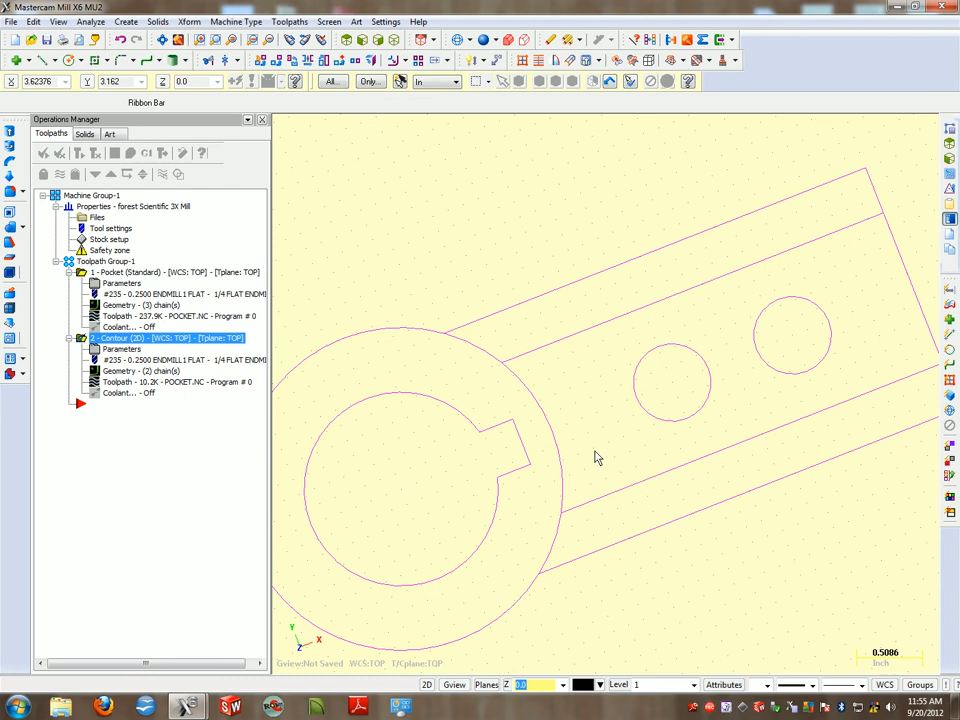 Mastercam Mill X6 MU2
File Edit View Analyze Create Solids Xform Machine Type Toolpaths Screen Art Settings Help
X 3.62376 Y 3.162 Z 0.0 All... Only... In
Ribbon Bar
Operations Manager
Toolpaths Solids Art
G1
Machine Group-1
Properties - forest Scientific 3X Mill
Files
Tool settings
Stock setup
Safety zone
Toolpath Group-1
1 - Pocket (Standard) - [WCS: TOP] - [Tplane: TOP]
Parameters
#235 - 0.2500 ENDMILL1 FLAT - 1/4 FLAT ENDMI
Geometry - (3) chain(s)
Toolpath - 237.9K - POCKET.NC - Program # 0
Coolant... - Off
2 - Contour (2D) - [WCS: TOP] - [Tplane: TOP]
Parameters
#235 - 0.2500 ENDMILL1 FLAT - 1/4 FLAT ENDMI
Geometry - (2) chain(s)
Toolpath - 10.2K - POCKET.NC - Program # 0
Coolant... - Off
Y
X
Z
Gview:Not Saved WCS:TOP T/Cplane:TOP
0.5086
Inch
2D Gview Planes Z 0.0 Level 1 Attributes WCS Groups ?
11:55 AM
9/20/2012